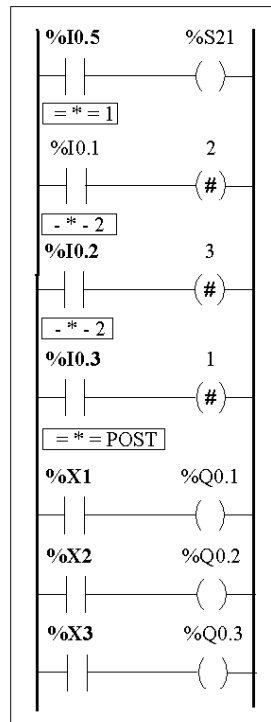 %I0.5 %S21
= * = 1
%I0.1 2
(#)
- * - 2
%I0.2 3
(#)
- * - 2
%I0.3 1
(#)
= * = POST
%X1 %Q0.1
%X2 %Q0.2
%X3 %Q0.3